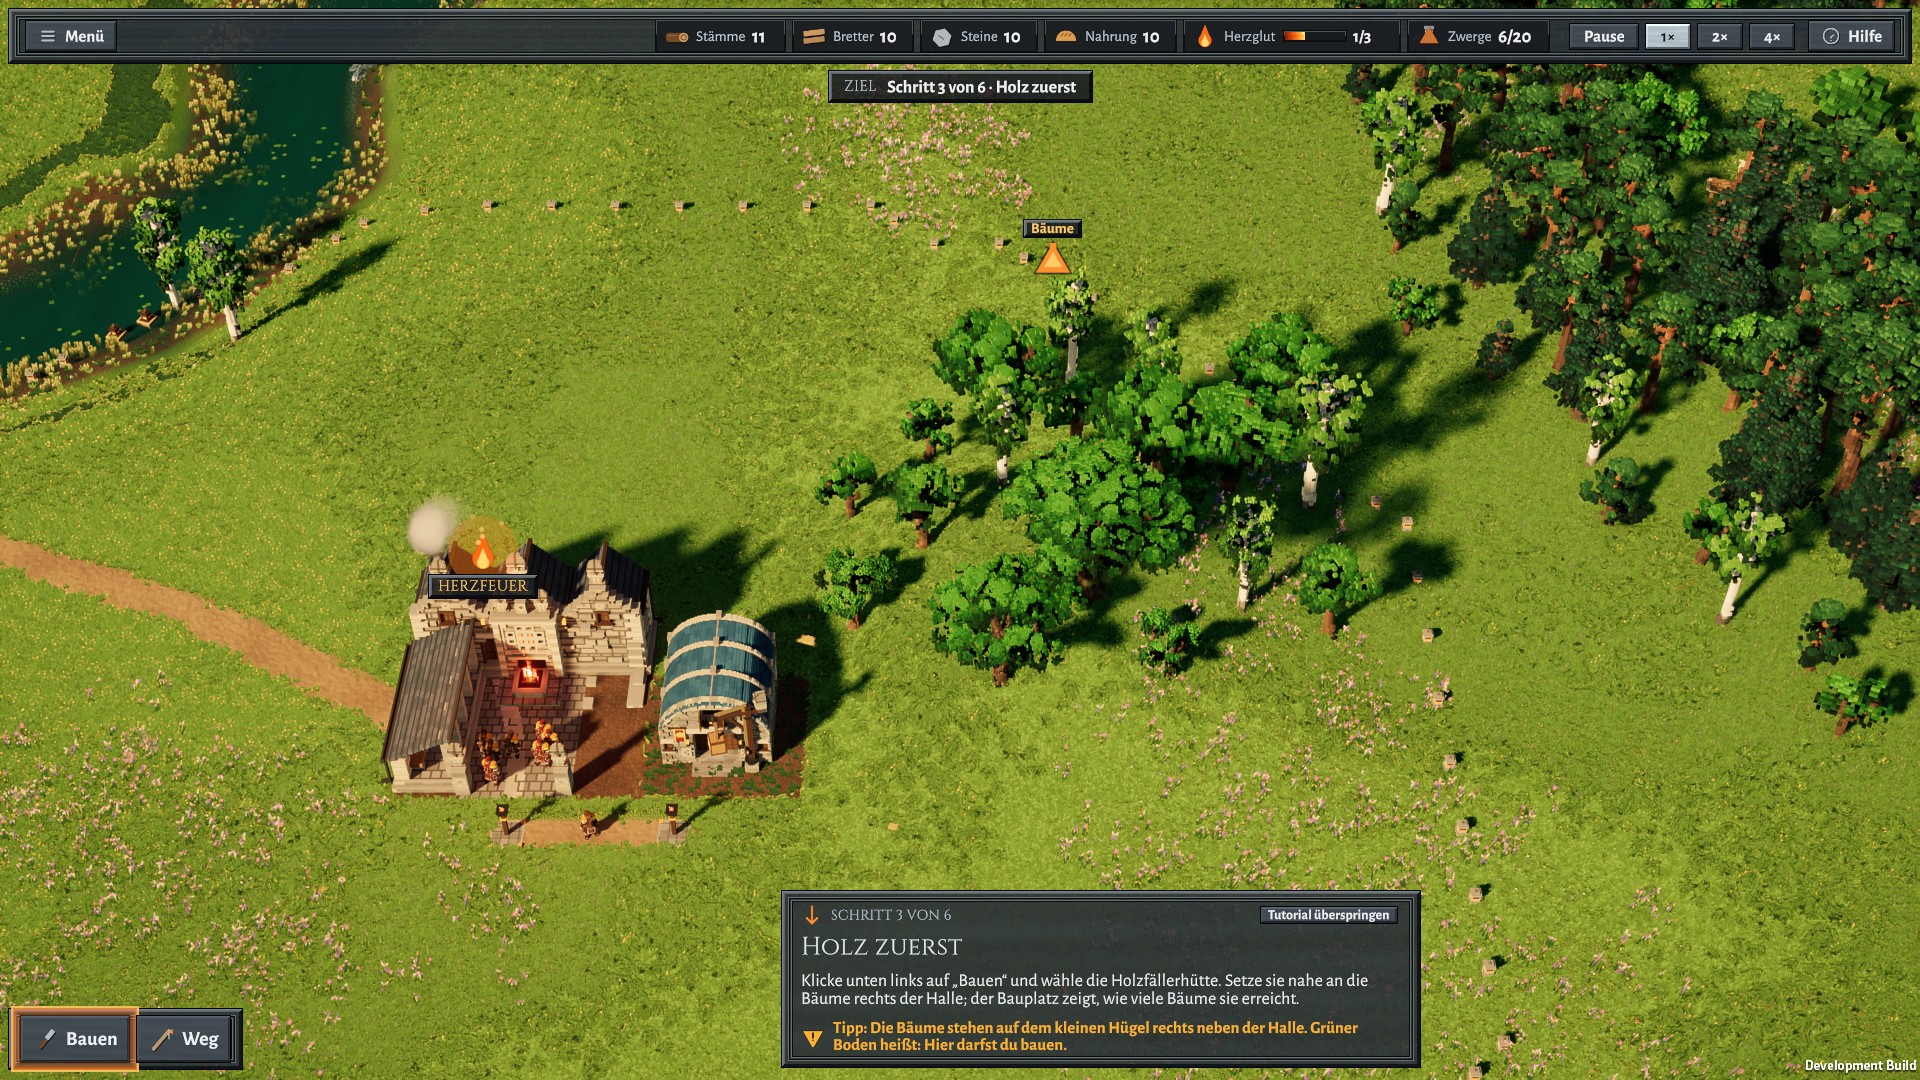 Menü
Stämme 11
Bretter 10
Steine 10
Nahrung 10
Herzglut 1/3
Zwerge 6/20
Pause
1×
2×
4×
Hilfe
ZIEL Schritt 3 von 6 · Holz zuerst
Bäume
HERZFEUER
SCHRITT 3 VON 6
Tutorial überspringen
HOLZ ZUERST
Klicke unten links auf „Bauen“ und wähle die Holzfällerhütte. Setze sie nahe an die
Bäume rechts der Halle; der Bauplatz zeigt, wie viele Bäume sie erreicht.
Tipp: Die Bäume stehen auf dem kleinen Hügel rechts neben der Halle. Grüner
Boden heißt: Hier darfst du bauen.
Bauen
Weg
Development Build